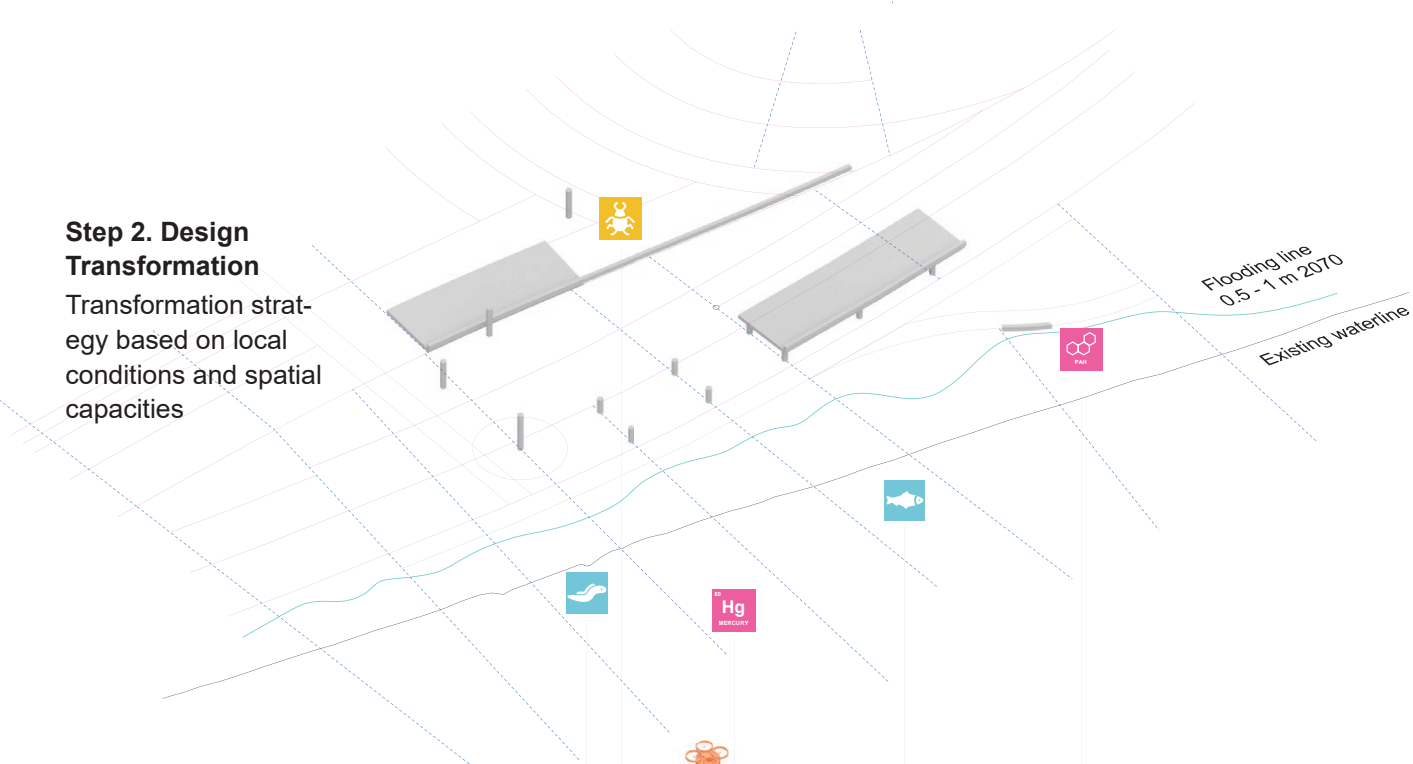 Step 2. Design
Transformation
Transformation strat-
egy based on local
conditions and spatial
capacities
Flooding line
0.5 - 1 m 2070
Existing waterline
PAH
80
Hg
MERCURY